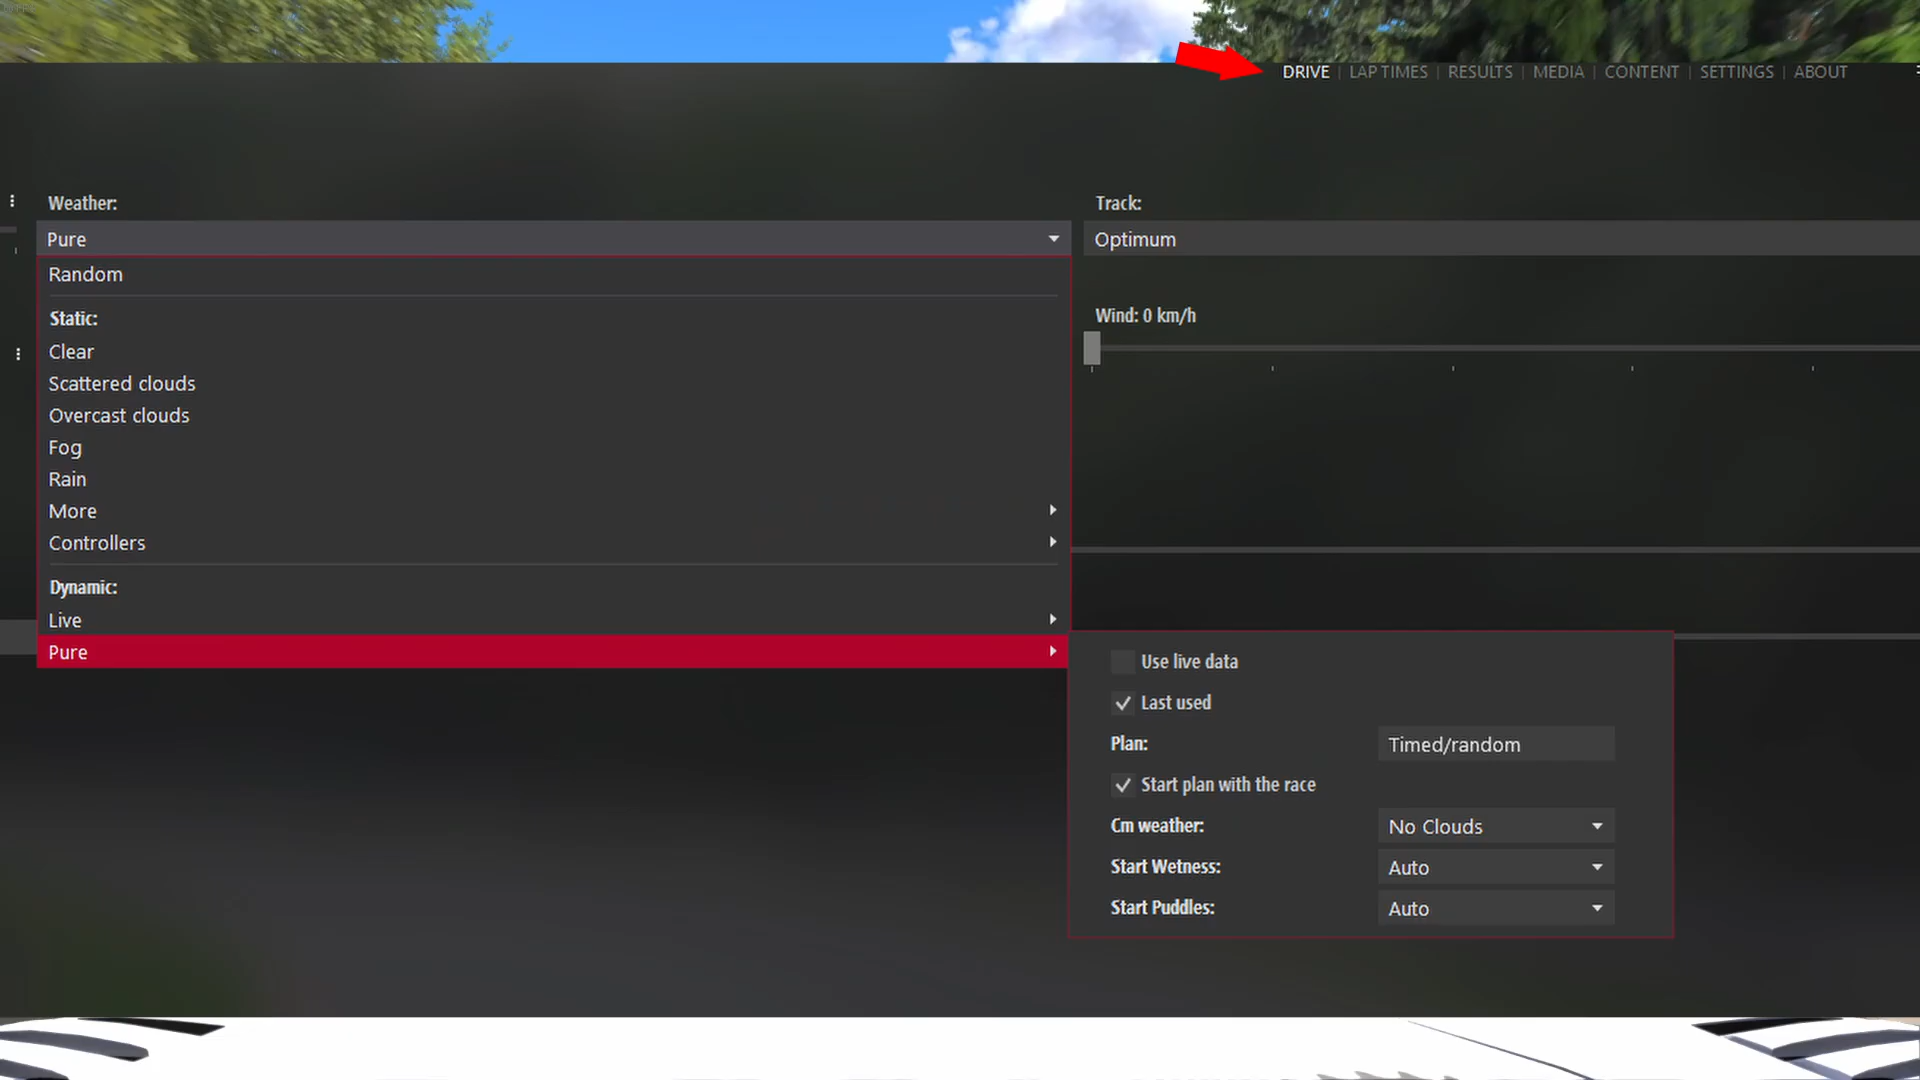 DRIVE | LAP TIMES | RESULTS | MEDIA | CONTENT | SETTINGS | ABOUT
Weather:
Pure
Random
Static:
Clear
Scattered clouds
Overcast clouds
Fog
Rain
More
Controllers
Dynamic:
Live
Pure
Track:
Optimum
Wind: 0 km/h
Use live data
Last used
Plan: Timed/random
Start plan with the race
Cm weather: No Clouds
Start Wetness: Auto
Start Puddles: Auto